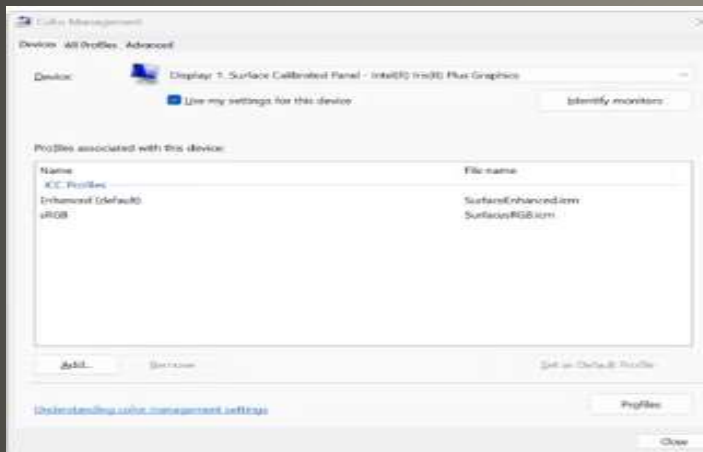 Color Management
Devices All Profiles Advanced
Device: Display: 1. Surface Calibrated Panel - Intel(R) Iris(R) Plus Graphics
Use my settings for this device Identify monitors
Profiles associated with this device:
Name File name
ICC Profiles
Enhanced (default) SurfaceEnhanced.icm
sRGB SurfacesRGB.icm
Add... Remove Set as Default Profile
Understanding color management settings Profiles
Close